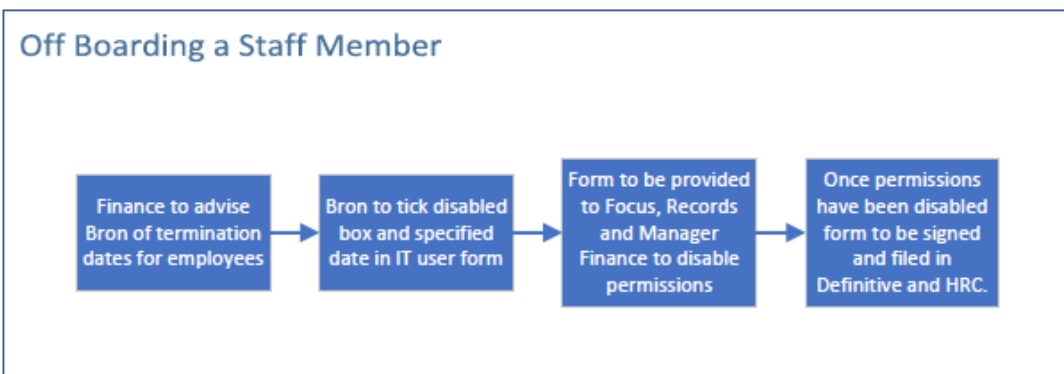 Off Boarding a Staff Member
Finance to advise
Bron of termination
dates for employees
Bron to tick disabled
box and specified
date in IT user form
Form to be provided
to Focus, Records
and Manager
Finance to disable
permissions
Once permissions
have been disabled
form to be signed
and filed in
Definitive and HRC.